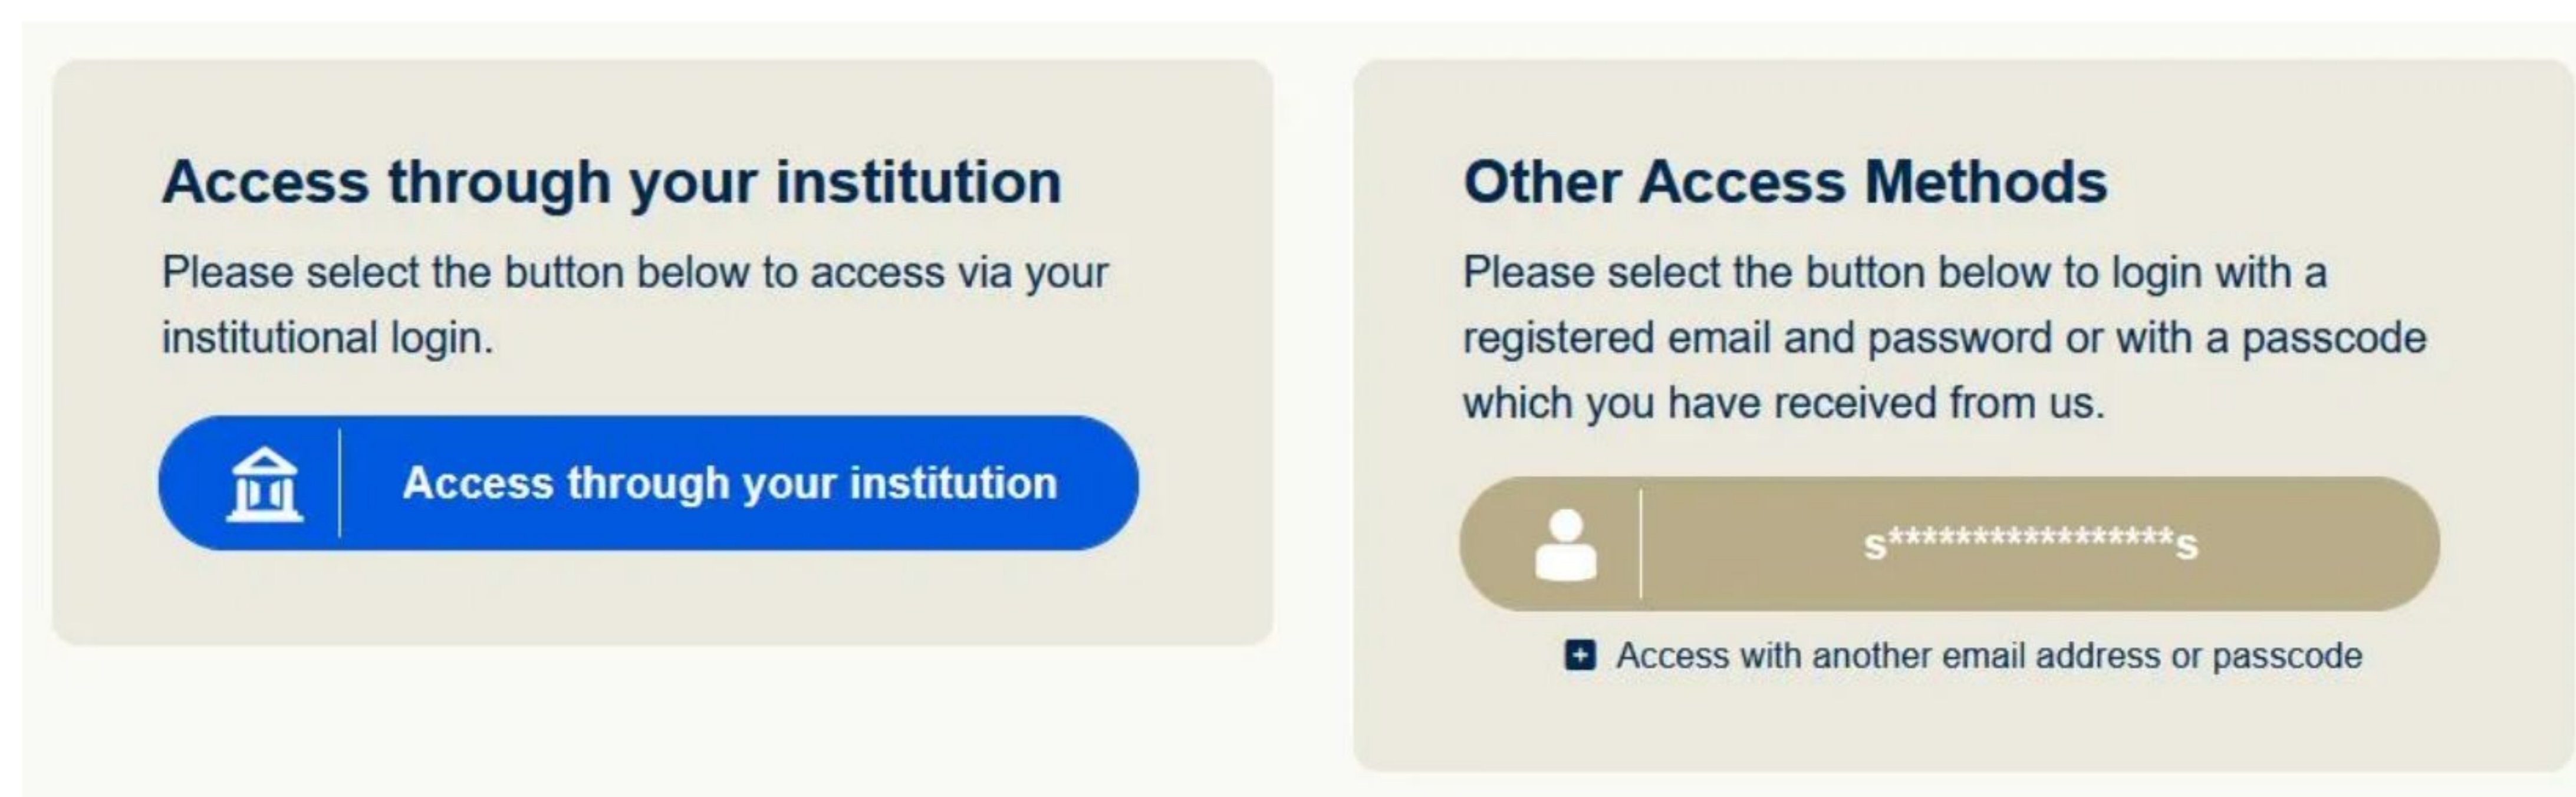 Access through your institution
Please select the button below to access via your
institutional login.
Access through your institution
Other Access Methods
Please select the button below to login with a
registered email and password or with a passcode
which you have received from us.
s*****************s
Access with another email address or passcode